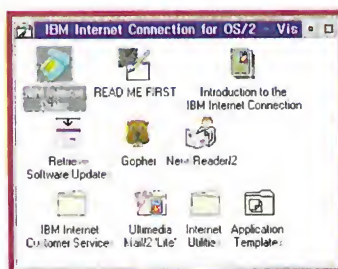 IBM Internet Connection for OS/2 - Vis
READ ME FIRST
Introduction to the
IBM Internet Connection
Retrieve
Software Update
Gopher
NewsReader/2
IBM Internet
Customer Service
Ultimedia
Mail/2 'Lite'
Internet
Utilities
Application
Templates